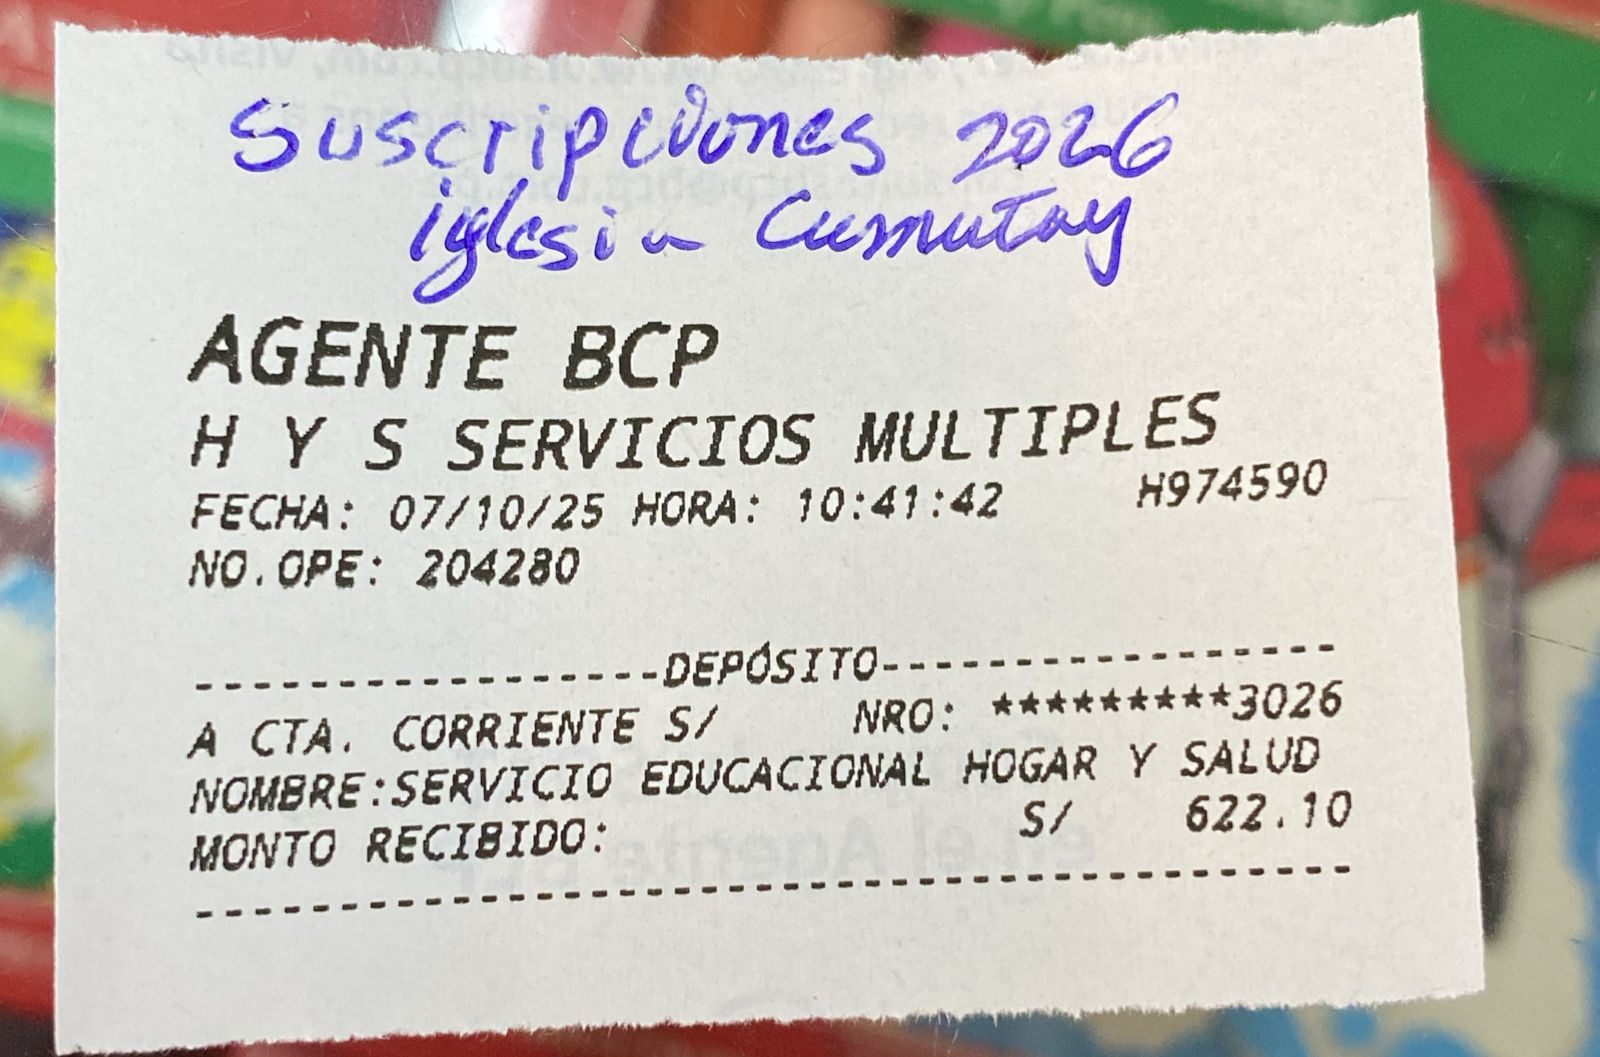 Suscripciones 2026
iglesia Cumutay
AGENTE BCP
H Y S SERVICIOS MULTIPLES
FECHA: 07/10/25 HORA: 10:41:42 H974590
NO.OPE: 204280
------------------DEPÓSITO------------------
A CTA. CORRIENTE S/ NRO: *********3026
NOMBRE:SERVICIO EDUCACIONAL HOGAR Y SALUD
MONTO RECIBIDO: S/ 622.10